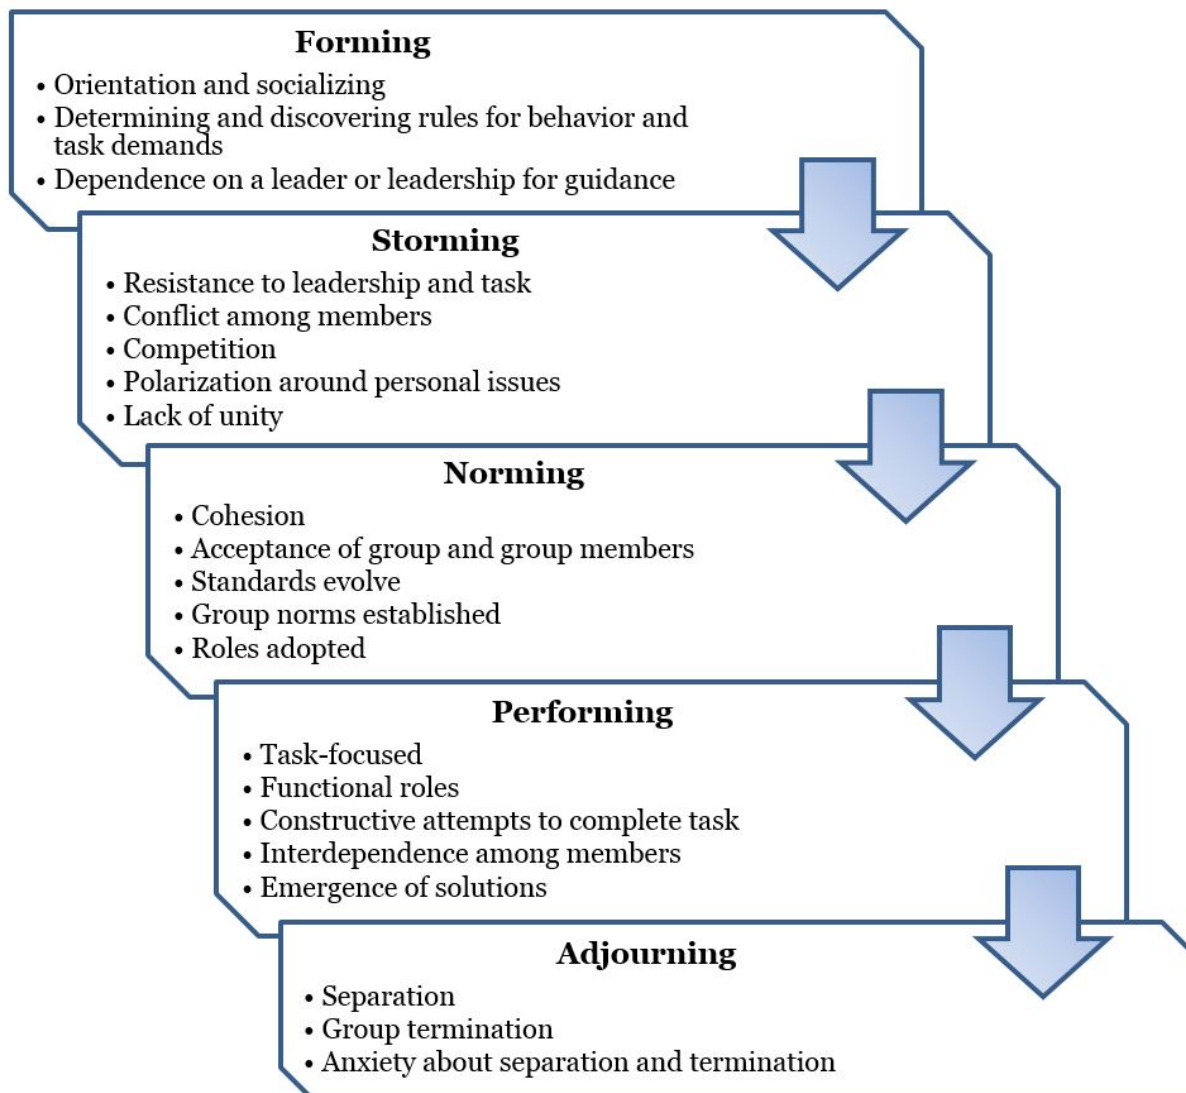 Forming
• Orientation and socializing
• Determining and discovering rules for behavior and
task demands
• Dependence on a leader or leadership for guidance
Storming
• Resistance to leadership and task
• Conflict among members
• Competition
• Polarization around personal issues
• Lack of unity
Norming
• Cohesion
• Acceptance of group and group members
• Standards evolve
• Group norms established
• Roles adopted
Performing
• Task-focused
• Functional roles
• Constructive attempts to complete task
• Interdependence among members
• Emergence of solutions
Adjourning
• Separation
• Group termination
• Anxiety about separation and termination